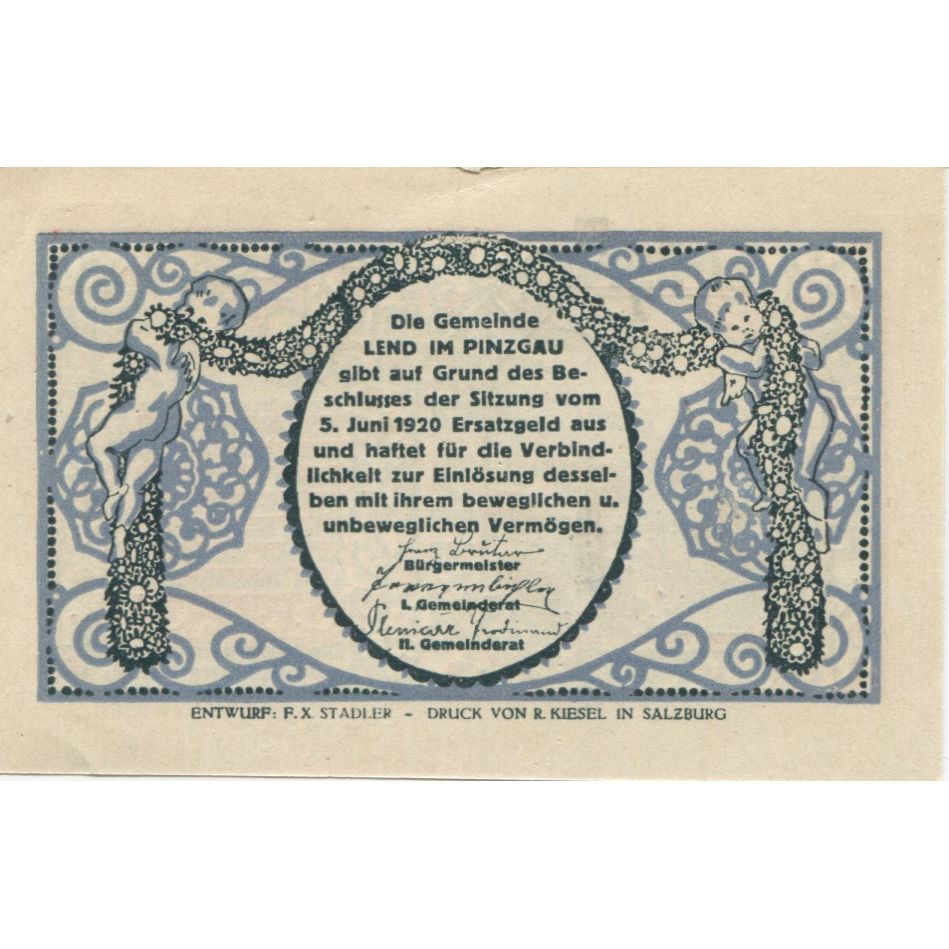 Die Gemeinde
LEND IM PINZGAU
gibt auf Grund des Be-
schlusses der Sitzung vom
5. Juni 1920 Ersatzgeld aus
und haftet für die Verbind-
lichkeit zur Einlösung dessel-
ben mit ihrem beweglichen u.
unbeweglichen Vermögen.
Franz
Bürgermeister
I. Gemeinderat
Ferdinand
II. Gemeinderat
ENTWURF: F. X. STADLER - DRUCK VON R. KIESEL IN SALZBURG